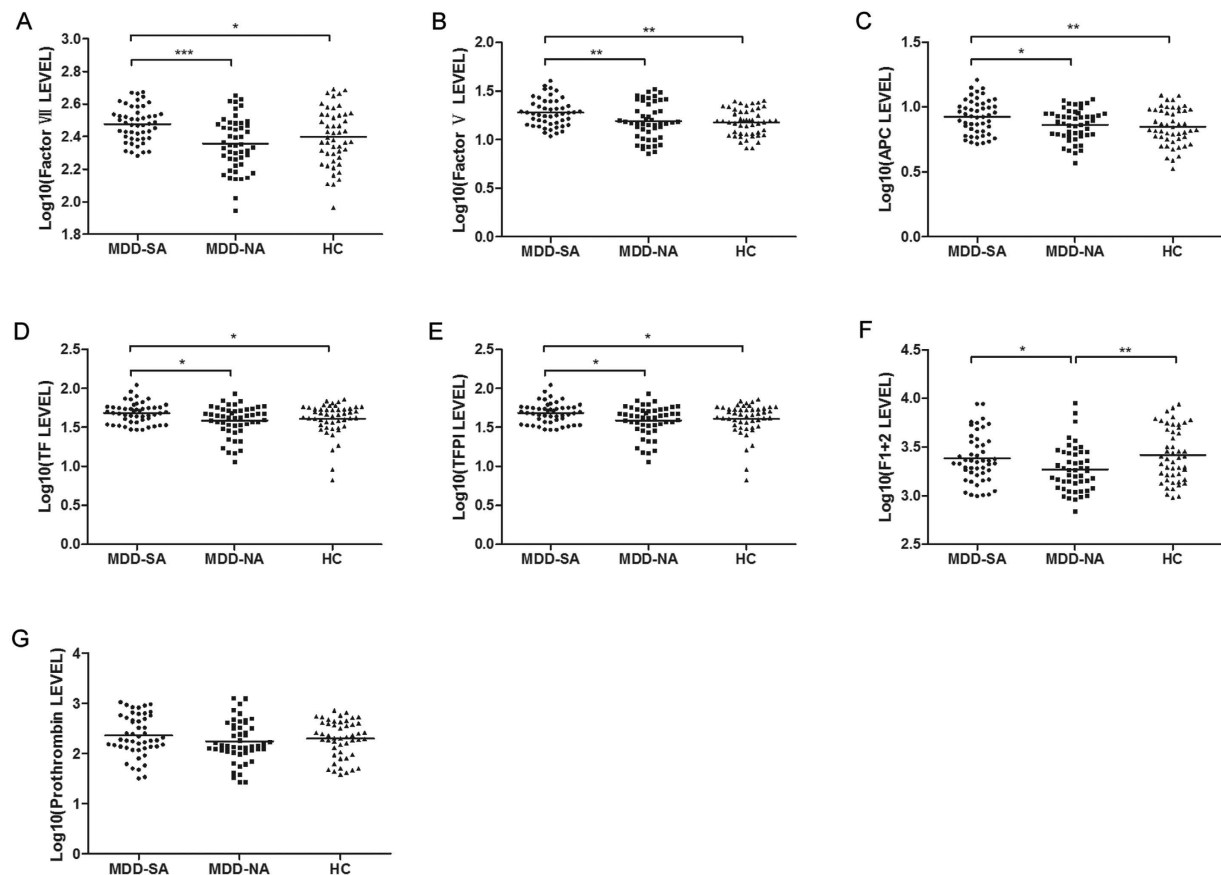 A
Log10(Factor Ⅶ LEVEL)
3.0
2.8
2.6
2.4
2.2
2.0
1.8
***
*
MDD-SA MDD-NA HC
B
Log10(Factor Ⅴ LEVEL)
2.0
1.5
1.0
0.5
0.0
**
**
MDD-SA MDD-NA HC
C
Log10(APC LEVEL)
1.5
1.0
0.5
0.0
*
**
MDD-SA MDD-NA HC
D
Log10(TF LEVEL)
2.5
2.0
1.5
1.0
0.5
0.0
*
*
MDD-SA MDD-NA HC
E
Log10(TFPI LEVEL)
2.5
2.0
1.5
1.0
0.5
0.0
*
*
MDD-SA MDD-NA HC
F
Log10(F1+2 LEVEL)
4.5
4.0
3.5
3.0
2.5
*
**
MDD-SA MDD-NA HC
G
Log10(Prothrombin LEVEL)
4
3
2
1
0
MDD-SA MDD-NA HC